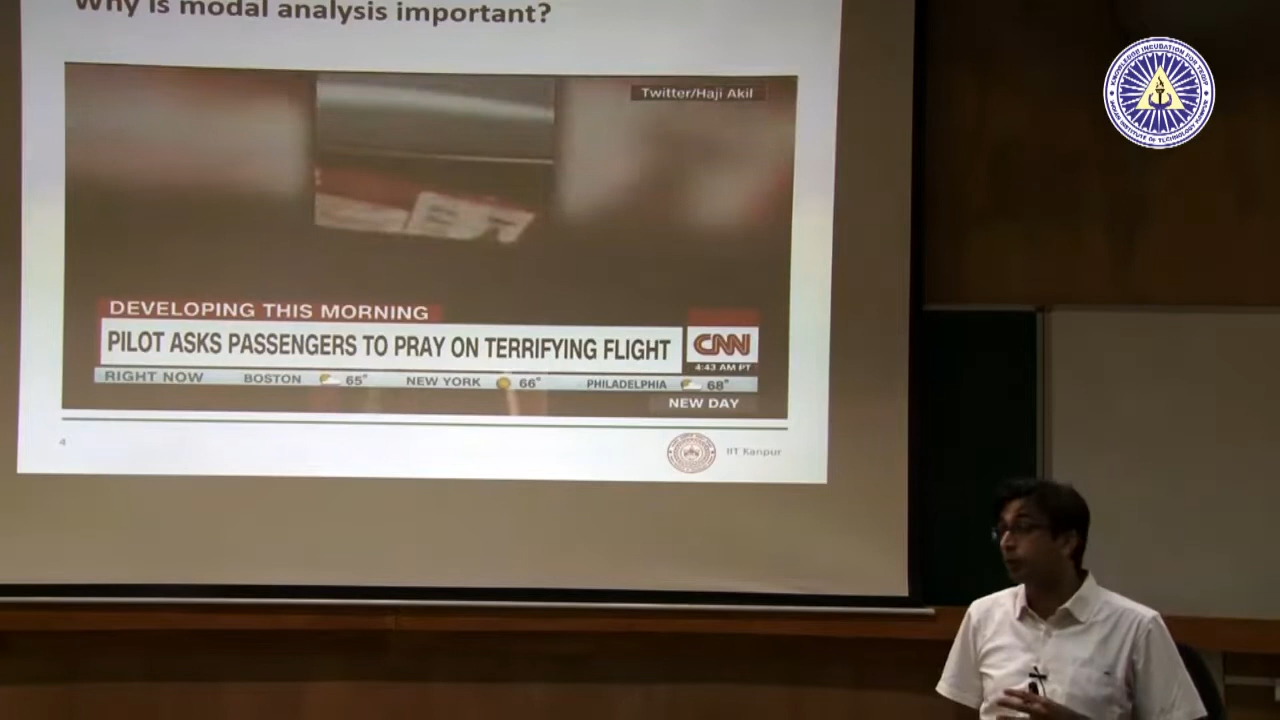 Why is modal analysis important?
Twitter/Haji Akil
DEVELOPING THIS MORNING
PILOT ASKS PASSENGERS TO PRAY ON TERRIFYING FLIGHT
CNN
4:43 AM PT
RIGHT NOW BOSTON 65° NEW YORK 66° PHILADELPHIA 68°
NEW DAY
4
IIT Kanpur